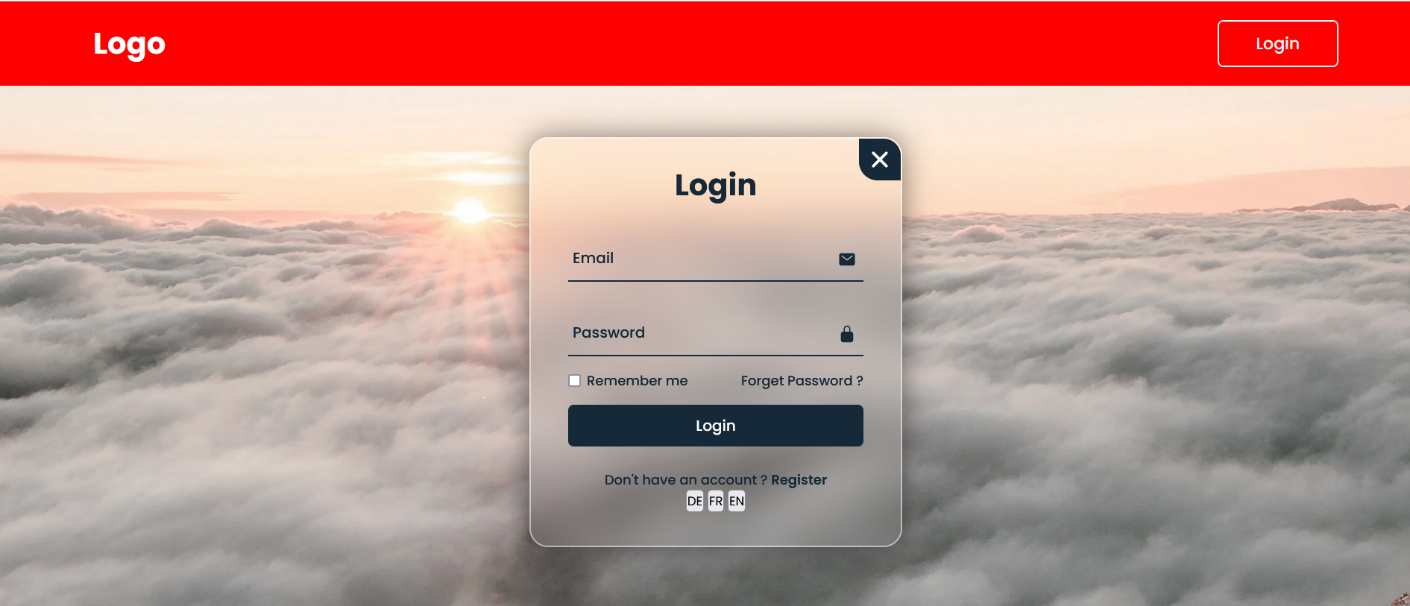 Logo
Login
Login
Email
Password
Remember me Forget Password ?
Login
Don't have an account ? Register
DE FR EN